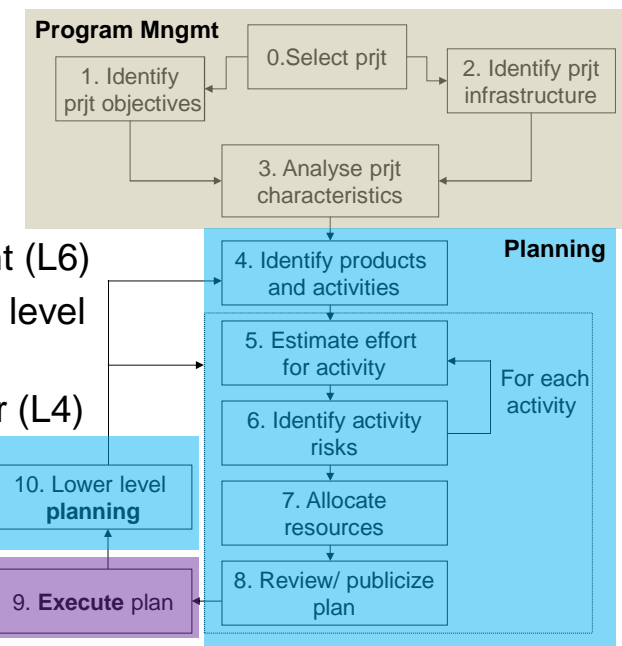 Program Mngmt
0.Select prjt
1. Identify
prjt objectives
2. Identify prjt
infrastructure
3. Analyse prjt
characteristics
(L6)
level
(L4)
Planning
4. Identify products
and activities
5. Estimate effort
for activity
For each
activity
6. Identify activity
risks
7. Allocate
resources
8. Review/ publicize
plan
10. Lower level
planning
9. Execute plan